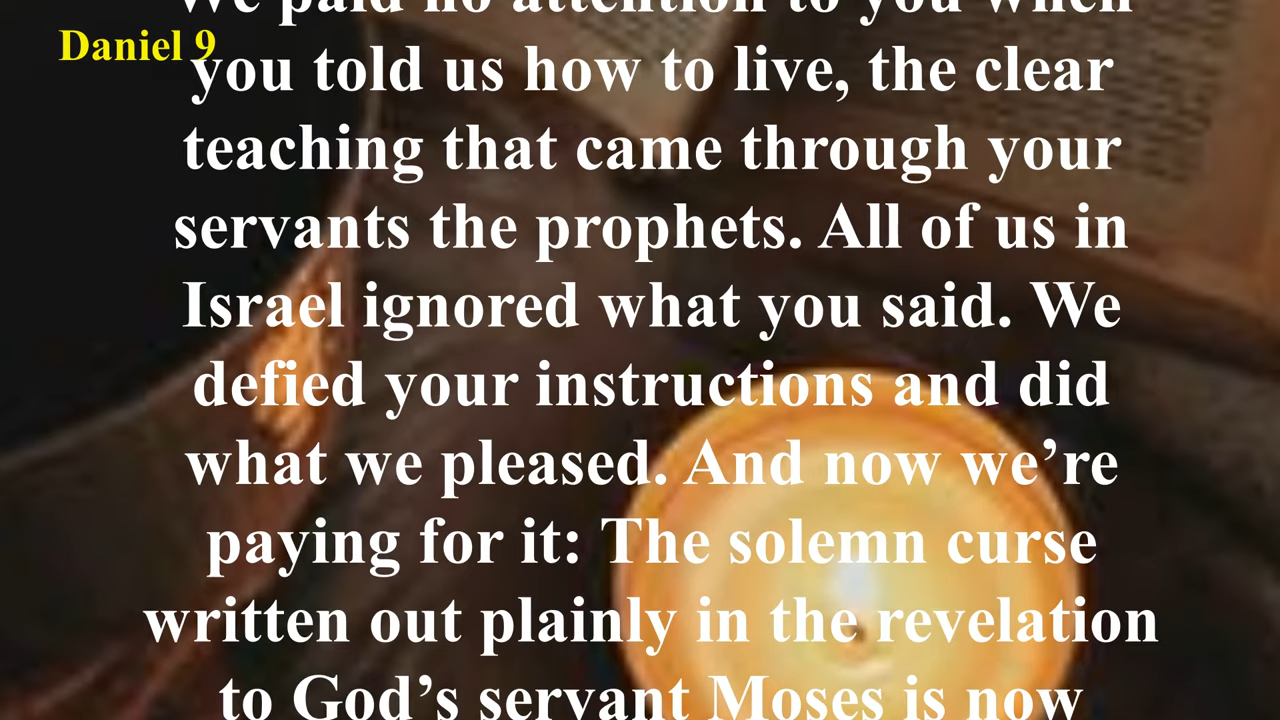 We paid no attention to you when
Daniel 9
you told us how to live, the clear
teaching that came through your
servants the prophets. All of us in
Israel ignored what you said. We
defied your instructions and did
what we pleased. And now we’re
paying for it: The solemn curse
written out plainly in the revelation
to God’s servant Moses is now